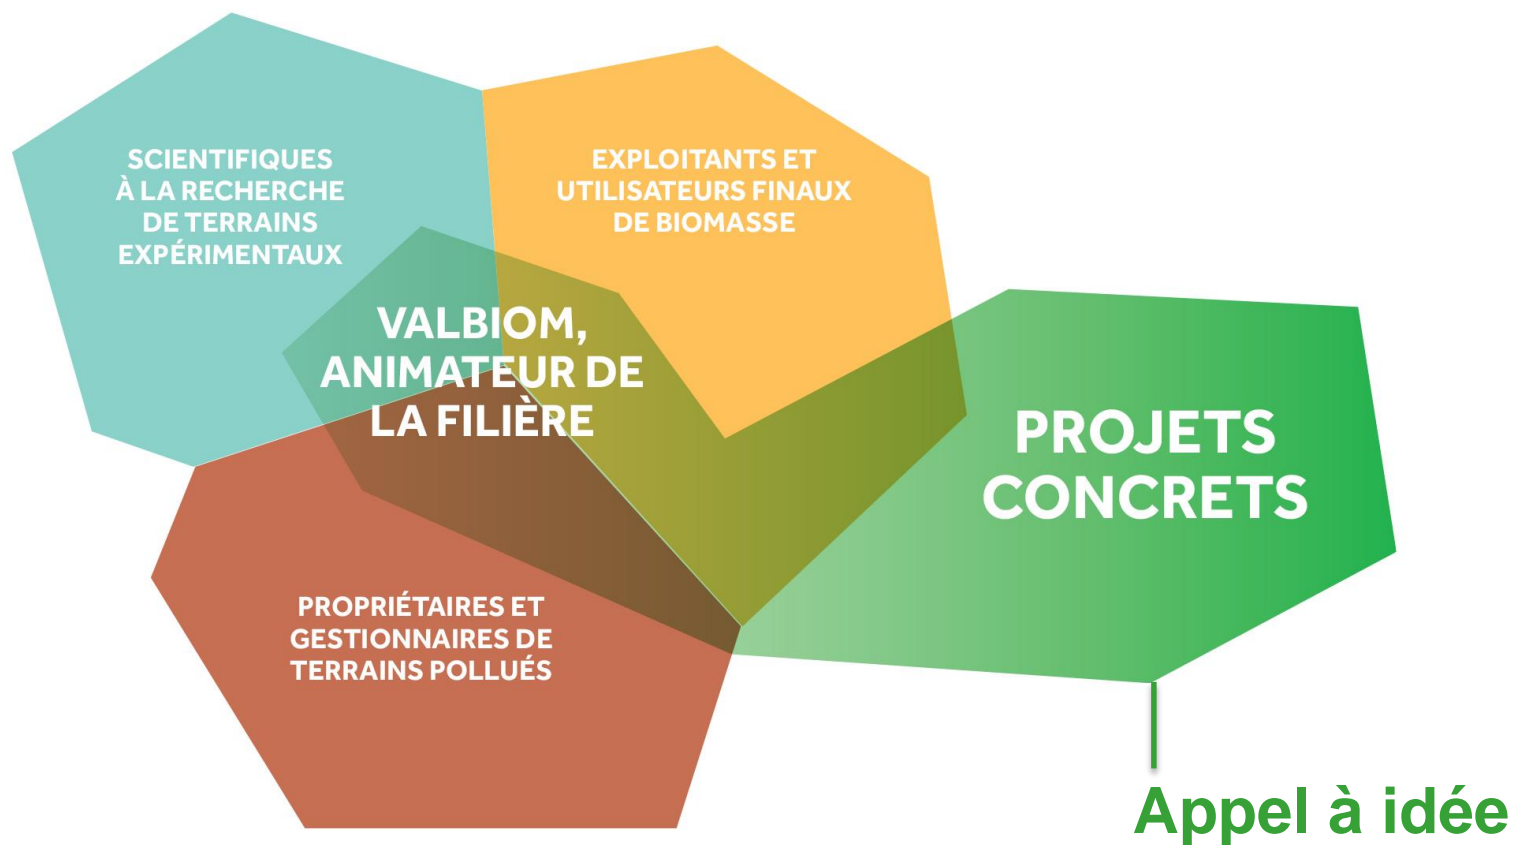 SCIENTIFIQUES
À LA RECHERCHE
DE TERRAINS
EXPÉRIMENTAUX
EXPLOITANTS ET
UTILISATEURS FINAUX
DE BIOMASSE
VALBIOM,
ANIMATEUR DE
LA FILIÈRE
PROJETS
CONCRETS
PROPRIÉTAIRES ET
GESTIONNAIRES DE
TERRAINS POLLUÉS
Appel à idée